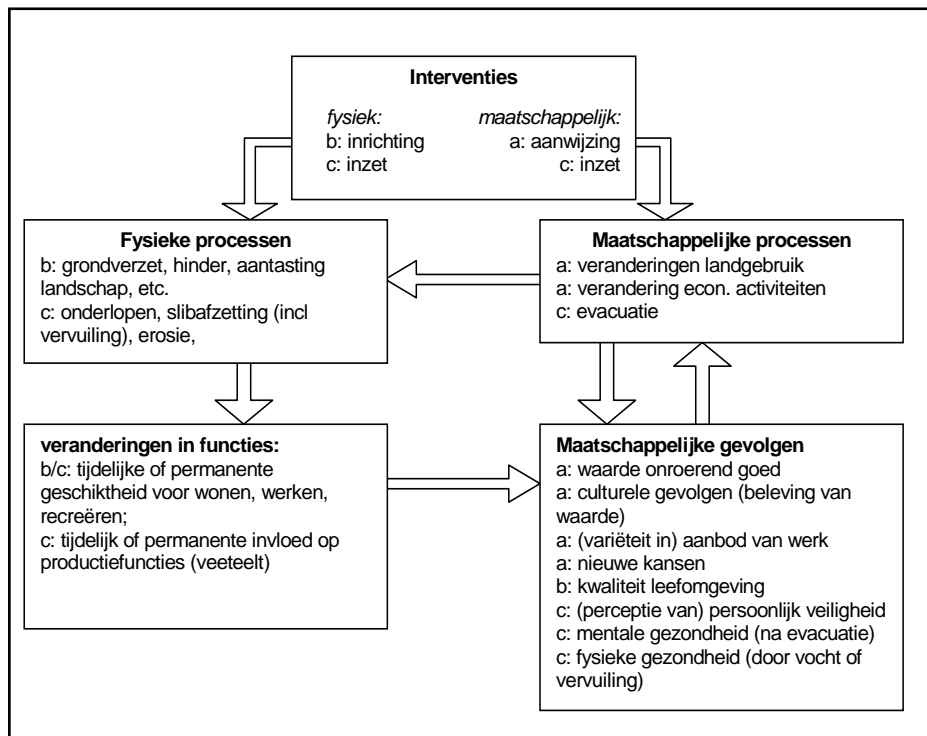 Interventies
fysiek: maatschappelijk:
b: inrichting a: aanwijzing
c: inzet c: inzet
Fysieke processen
b: grondverzet, hinder, aantasting
landschap, etc.
c: onderlopen, slibafzetting (incl
vervuiling), erosie,
Maatschappelijke processen
a: veranderingen landgebruik
a: verandering econ. activiteiten
c: evacuatie
veranderingen in functies:
b/c: tijdelijke of permanente
geschiktheid voor wonen, werken,
recreëren;
c: tijdelijk of permanente invloed op
productiefuncties (veeteelt)
Maatschappelijke gevolgen
a: waarde onroerend goed
a: culturele gevolgen (beleving van
waarde)
a: (variëteit in) aanbod van werk
a: nieuwe kansen
b: kwaliteit leefomgeving
c: (perceptie van) persoonlijk veiligheid
c: mentale gezondheid (na evacuatie)
c: fysieke gezondheid (door vocht of
vervuiling)